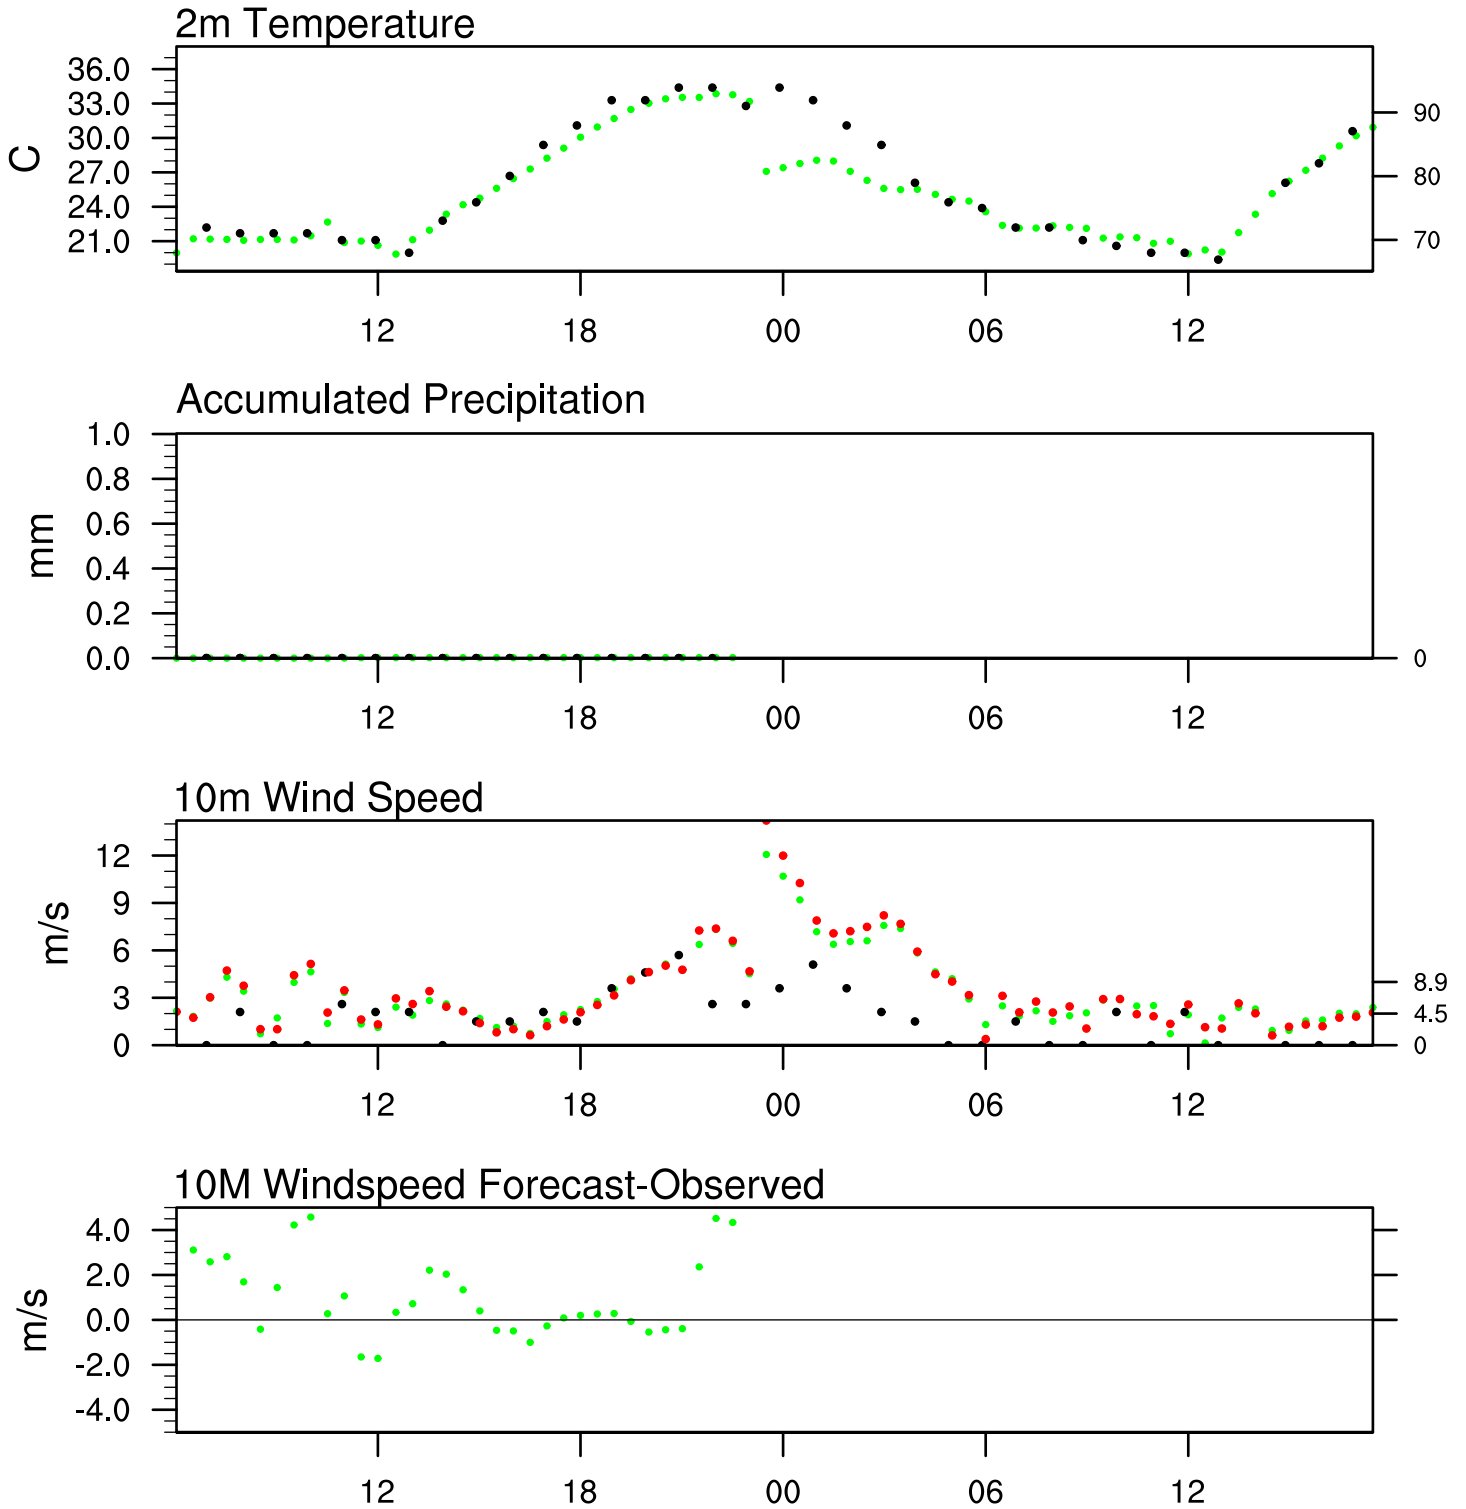 2m Temperature
36.0
33.0
30.0
27.0
24.0
21.0
C
90
80
70
12 18 00 06 12
Accumulated Precipitation
1.0
0.8
0.6
0.4
0.2
0.0
mm
0
12 18 00 06 12
10m Wind Speed
12
9
6
3
0
m/s
8.9
4.5
0
12 18 00 06 12
10M Windspeed Forecast-Observed
4.0
2.0
0.0
-2.0
-4.0
m/s
12 18 00 06 12